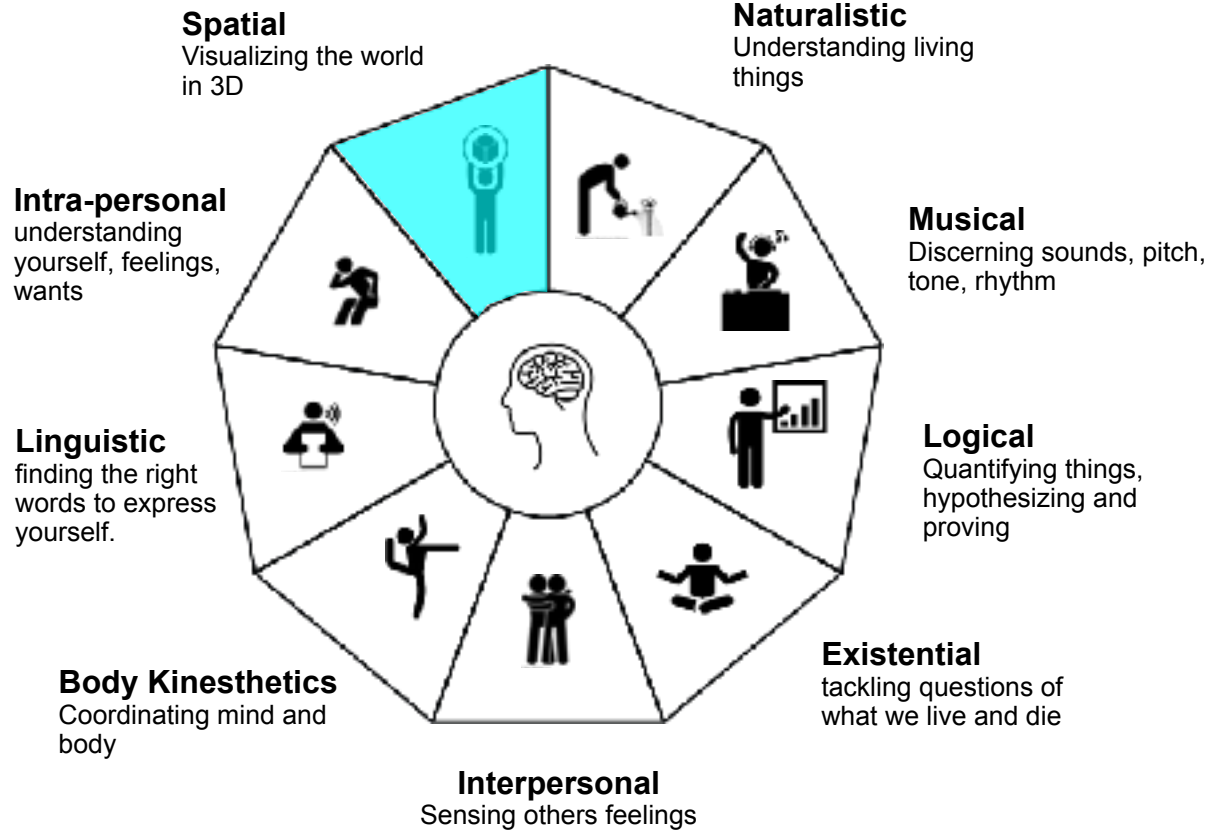 Spatial
Visualizing the world
in 3D
Naturalistic
Understanding living
things
Intra-personal
understanding
yourself, feelings,
wants
Musical
Discerning sounds, pitch,
tone, rhythm
Linguistic
finding the right
words to express
yourself.
Logical
Quantifying things,
hypothesizing and
proving
Body Kinesthetics
Coordinating mind and
body
Existential
tackling questions of
what we live and die
Interpersonal
Sensing others feelings